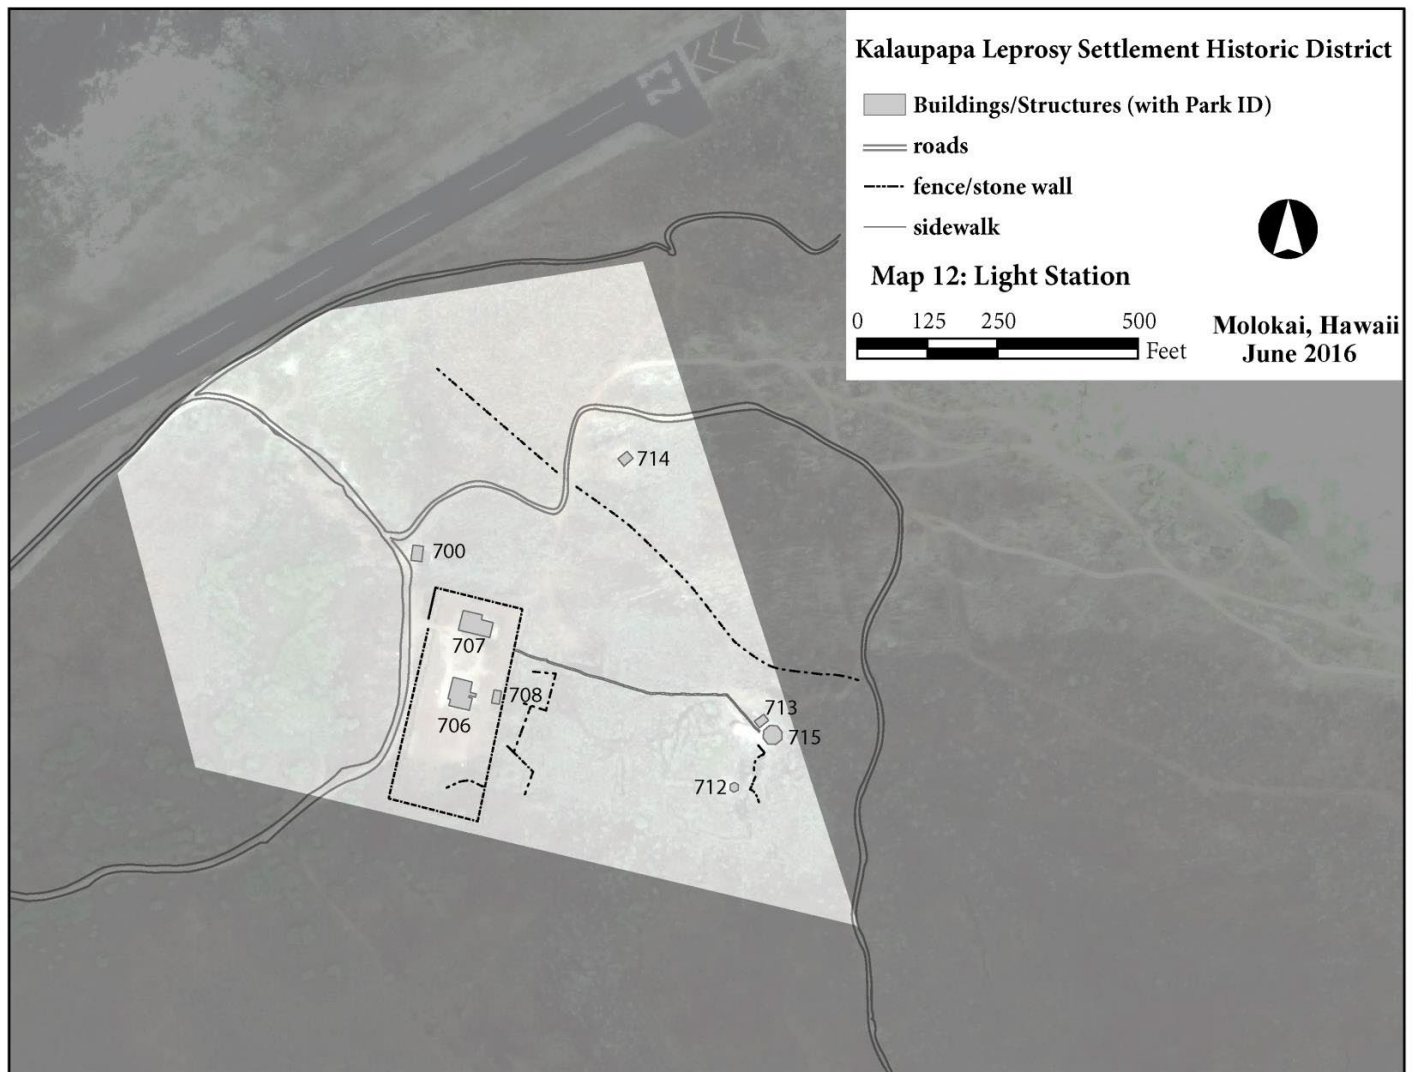 Kalaupapa Leprosy Settlement Historic District
Buildings/Structures (with Park ID)
roads
fence/stone wall
sidewalk
Map 12: Light Station
0 125 250 500
Feet
Molokai, Hawaii
June 2016
23
714
700
707
708
706
713
715
712